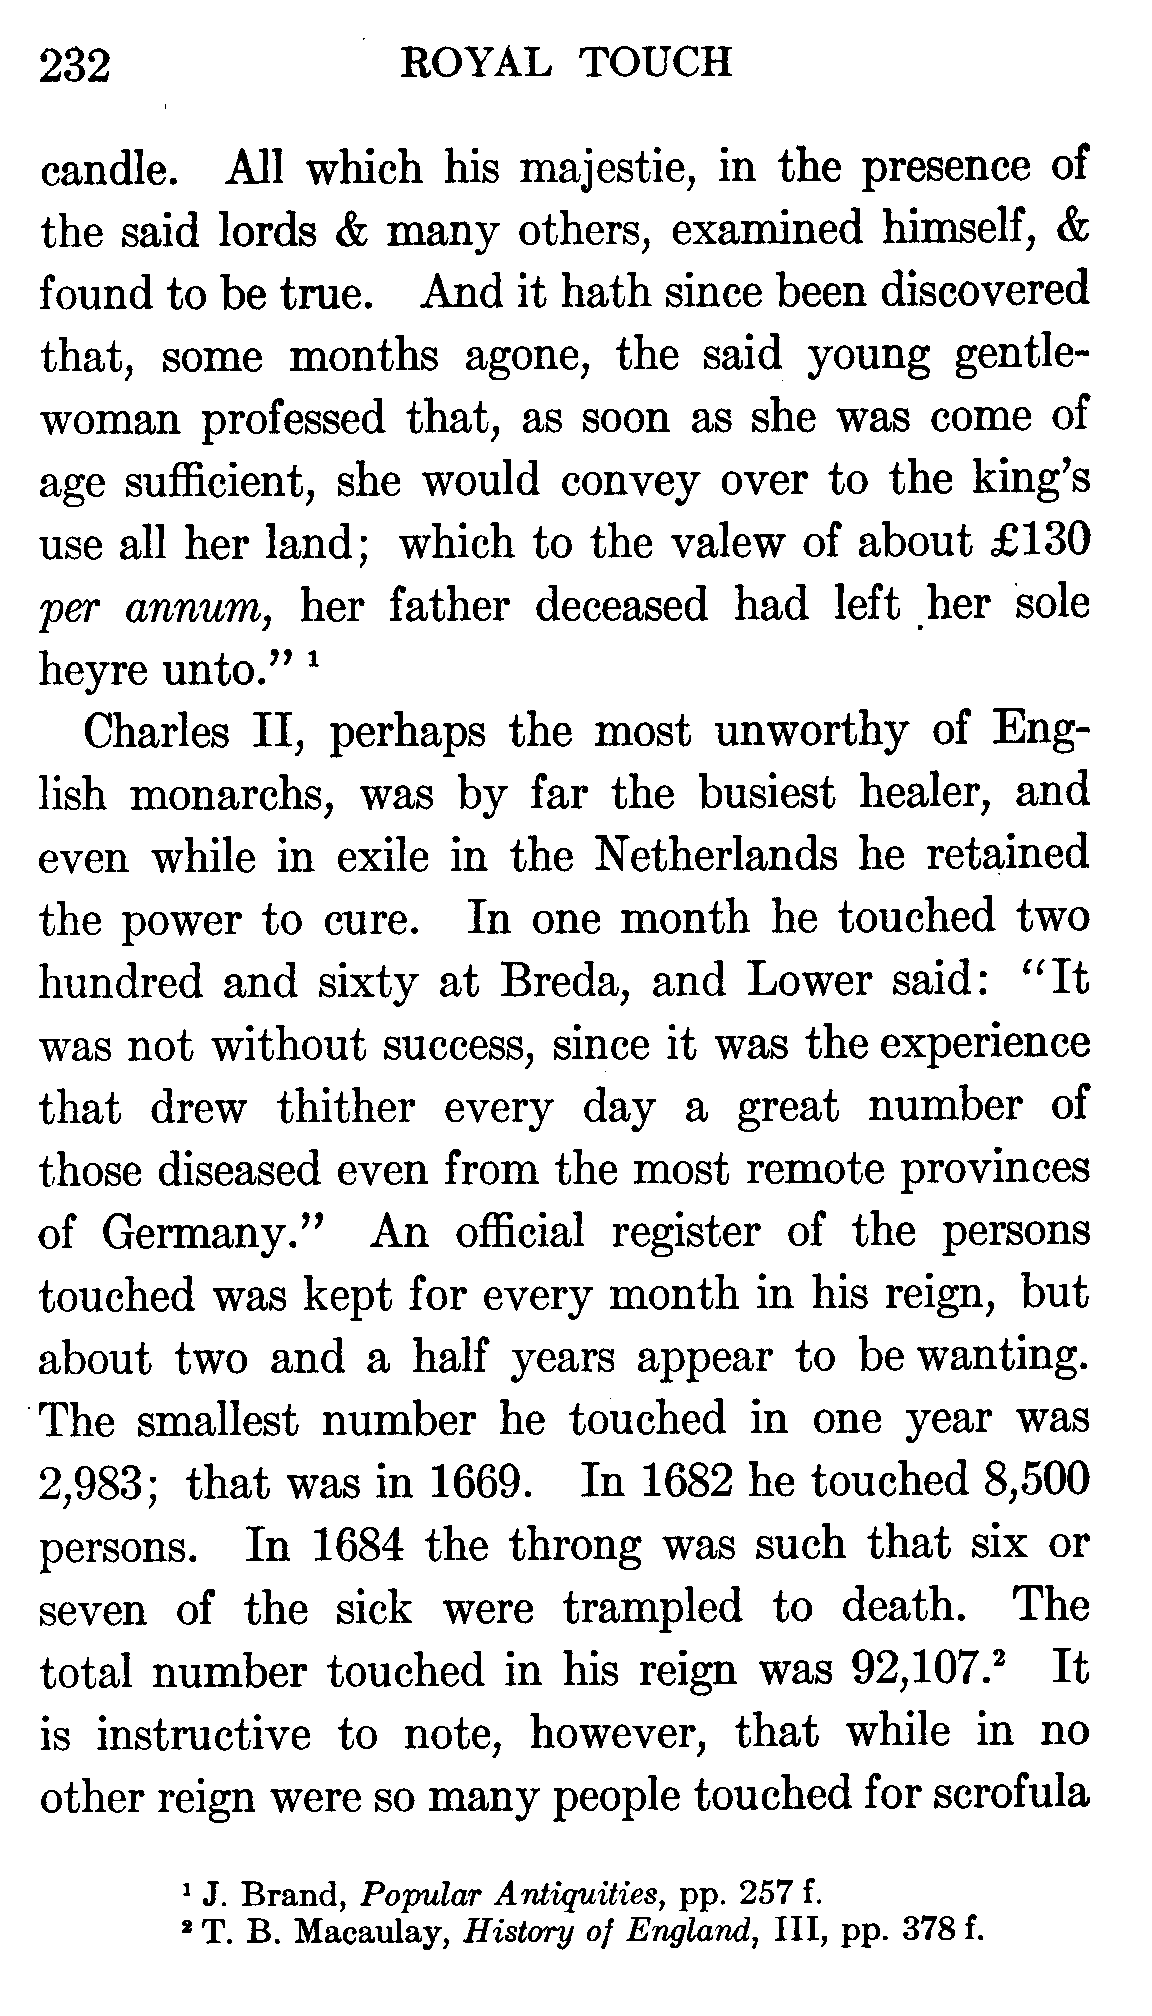 232 ROYAL TOUCH
candle. All which his majestie, in the presence of
the said lords & many others, examined himself, &
found to be true. And it hath since been discovered
that, some months agone, the said young gentle-
woman professed that, as soon as she was come of
age sufficient, she would convey over to the king's
use all her land; which to the valew of about £130
per annum, her father deceased had left her sole
heyre unto." ¹
Charles II, perhaps the most unworthy of Eng-
lish monarchs, was by far the busiest healer, and
even while in exile in the Netherlands he retained
the power to cure. In one month he touched two
hundred and sixty at Breda, and Lower said: "It
was not without success, since it was the experience
that drew thither every day a great number of
those diseased even from the most remote provinces
of Germany." An official register of the persons
touched was kept for every month in his reign, but
about two and a half years appear to be wanting.
The smallest number he touched in one year was
2,983; that was in 1669. In 1682 he touched 8,500
persons. In 1684 the throng was such that six or
seven of the sick were trampled to death. The
total number touched in his reign was 92,107.² It
is instructive to note, however, that while in no
other reign were so many people touched for scrofula
¹ J. Brand, Popular Antiquities, pp. 257 f.
² T. B. Macaulay, History of England, III, pp. 378 f.